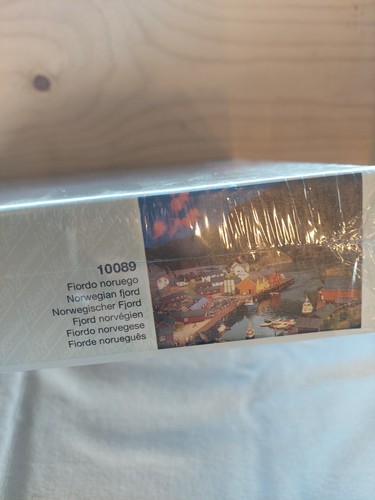 10089
Fiordo noruego
Norwegian fjord
Norwegischer Fjord
Fjord norvégien
Fiordo norvegese
Fiorde norueguês